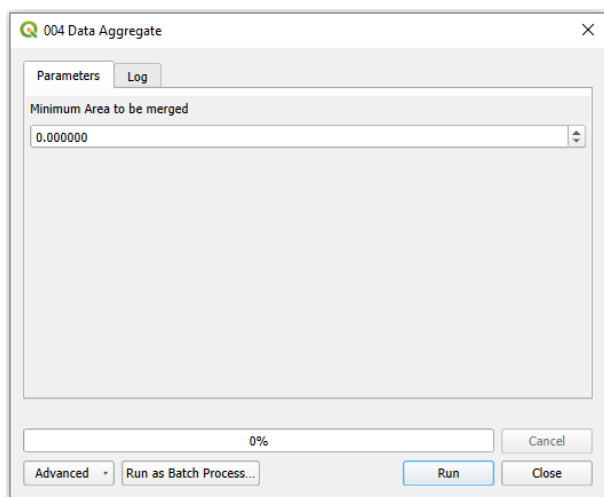 004 Data Aggregate
Parameters Log
Minimum Area to be merged
0.000000
0% Cancel
Advanced Run as Batch Process... Run Close